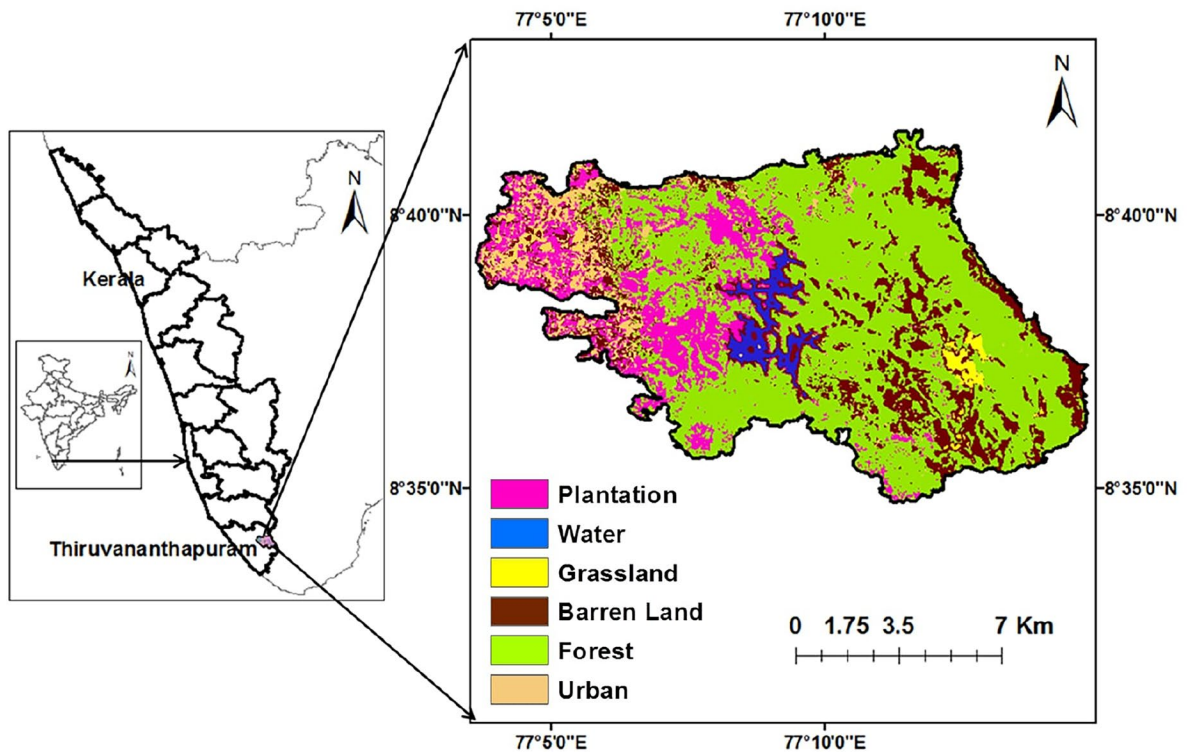 77°5'0"E 77°10'0"E
N
N
8°40'0"N 8°40'0"N
Kerala
N
8°35'0"N 8°35'0"N
Plantation
Water
Thiruvananthapuram
Grassland
Barren Land
0 1.75 3.5 7 Km
Forest
Urban
77°5'0"E 77°10'0"E